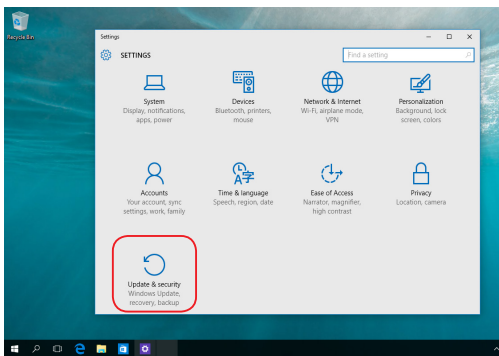 Recycle Bin
Settings
SETTINGS
Find a setting
System
Display, notifications,
apps, power
Devices
Bluetooth, printers,
mouse
Network & Internet
Wi-Fi, airplane mode,
VPN
Personalization
Background, lock
screen, colors
Accounts
Your account, sync
settings, work, family
Time & language
Speech, region, date
Ease of Access
Narrator, magnifier,
high contrast
Privacy
Location, camera
Update & security
Windows Update,
recovery, backup